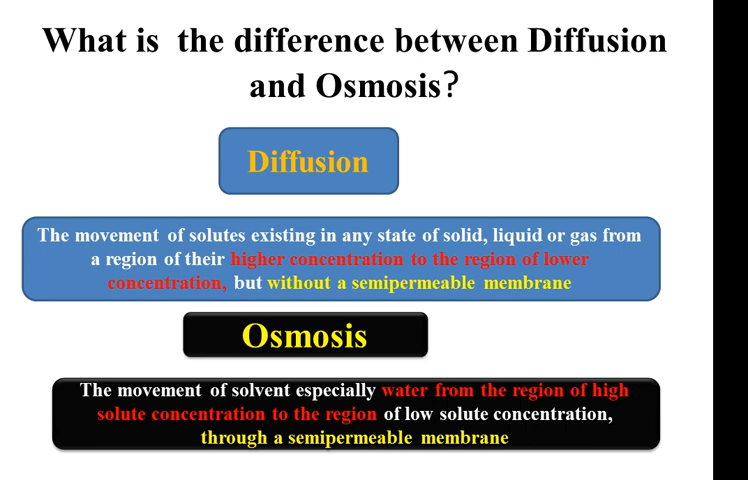 What is the difference between Diffusion
and Osmosis?
Diffusion
The movement of solutes existing in any state of solid, liquid or gas from
a region of their higher concentration to the region of lower
concentration, but without a semipermeable membrane
Osmosis
The movement of solvent especially water from the region of high
solute concentration to the region of low solute concentration,
through a semipermeable membrane